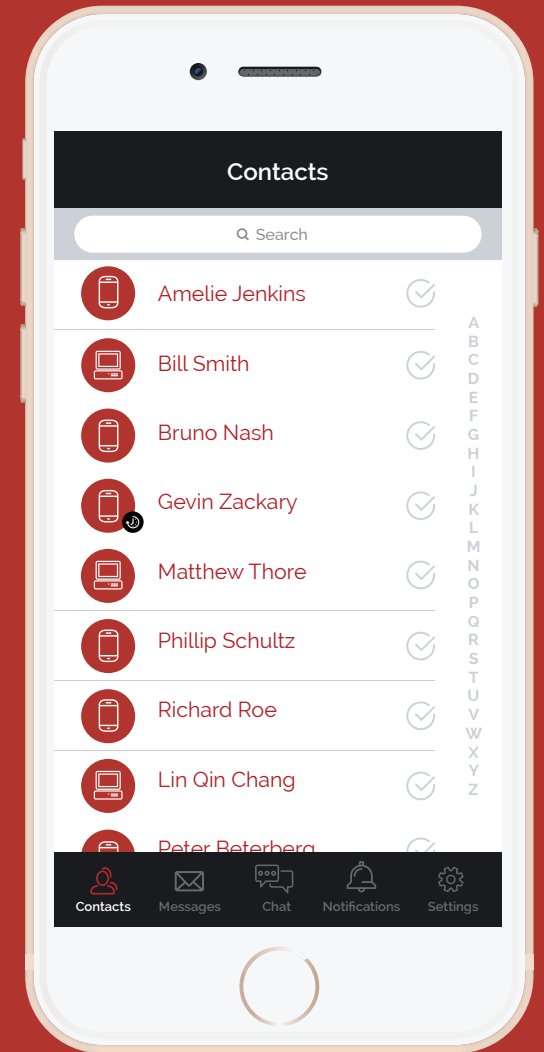 Contacts
Search
Amelie Jenkins
Bill Smith
Bruno Nash
Gevin Zackary
Matthew Thore
Phillip Schultz
Richard Roe
Lin Qin Chang
Peter Beterberg
A
B
C
D
E
F
G
H
I
J
K
L
M
N
O
P
Q
R
S
T
U
V
W
X
Y
Z
Contacts Messages Chat Notifications Settings